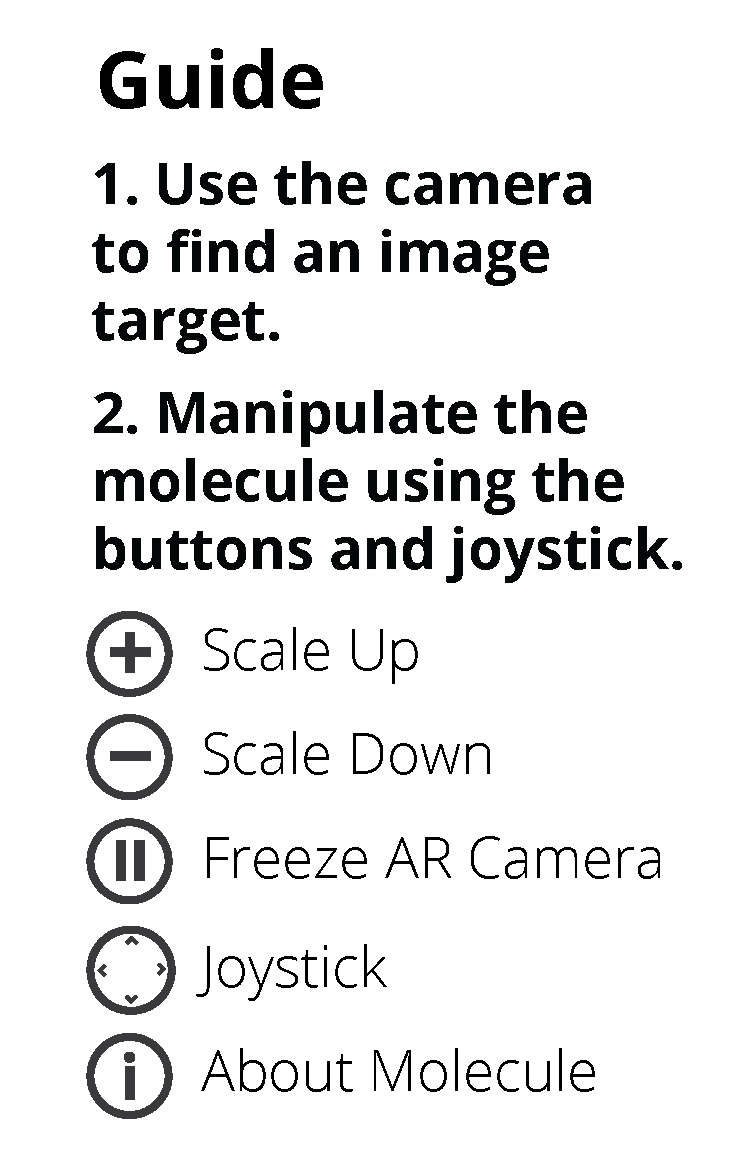 Guide
1. Use the camera
to find an image
target.
2. Manipulate the
molecule using the
buttons and joystick.
Scale Up
Scale Down
Freeze AR Camera
Joystick
About Molecule